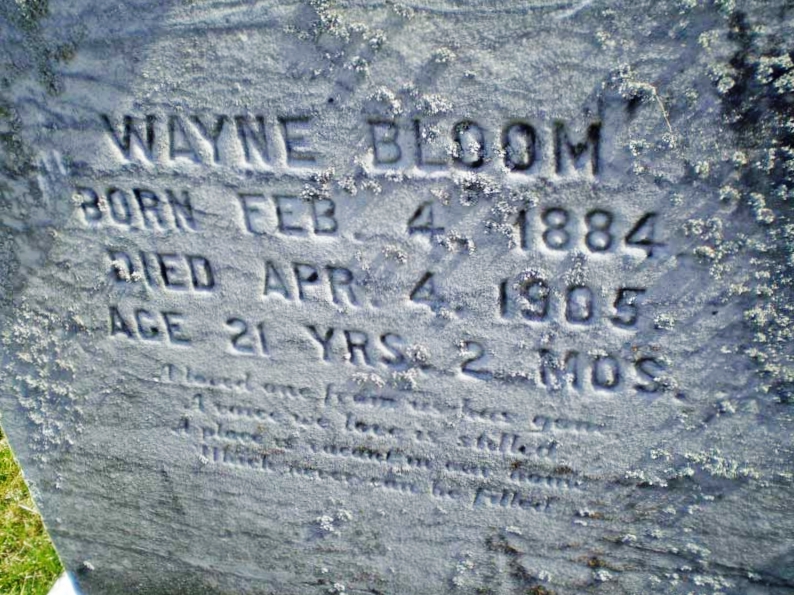 WAYNE BLOOM
BORN FEB. 4, 1884
DIED APR. 4, 1905
AGE 21 YRS. 2 MOS.
A loved one from us has gone,
A voice we love is stilled
A place is vacant in our home
Which never can be filled